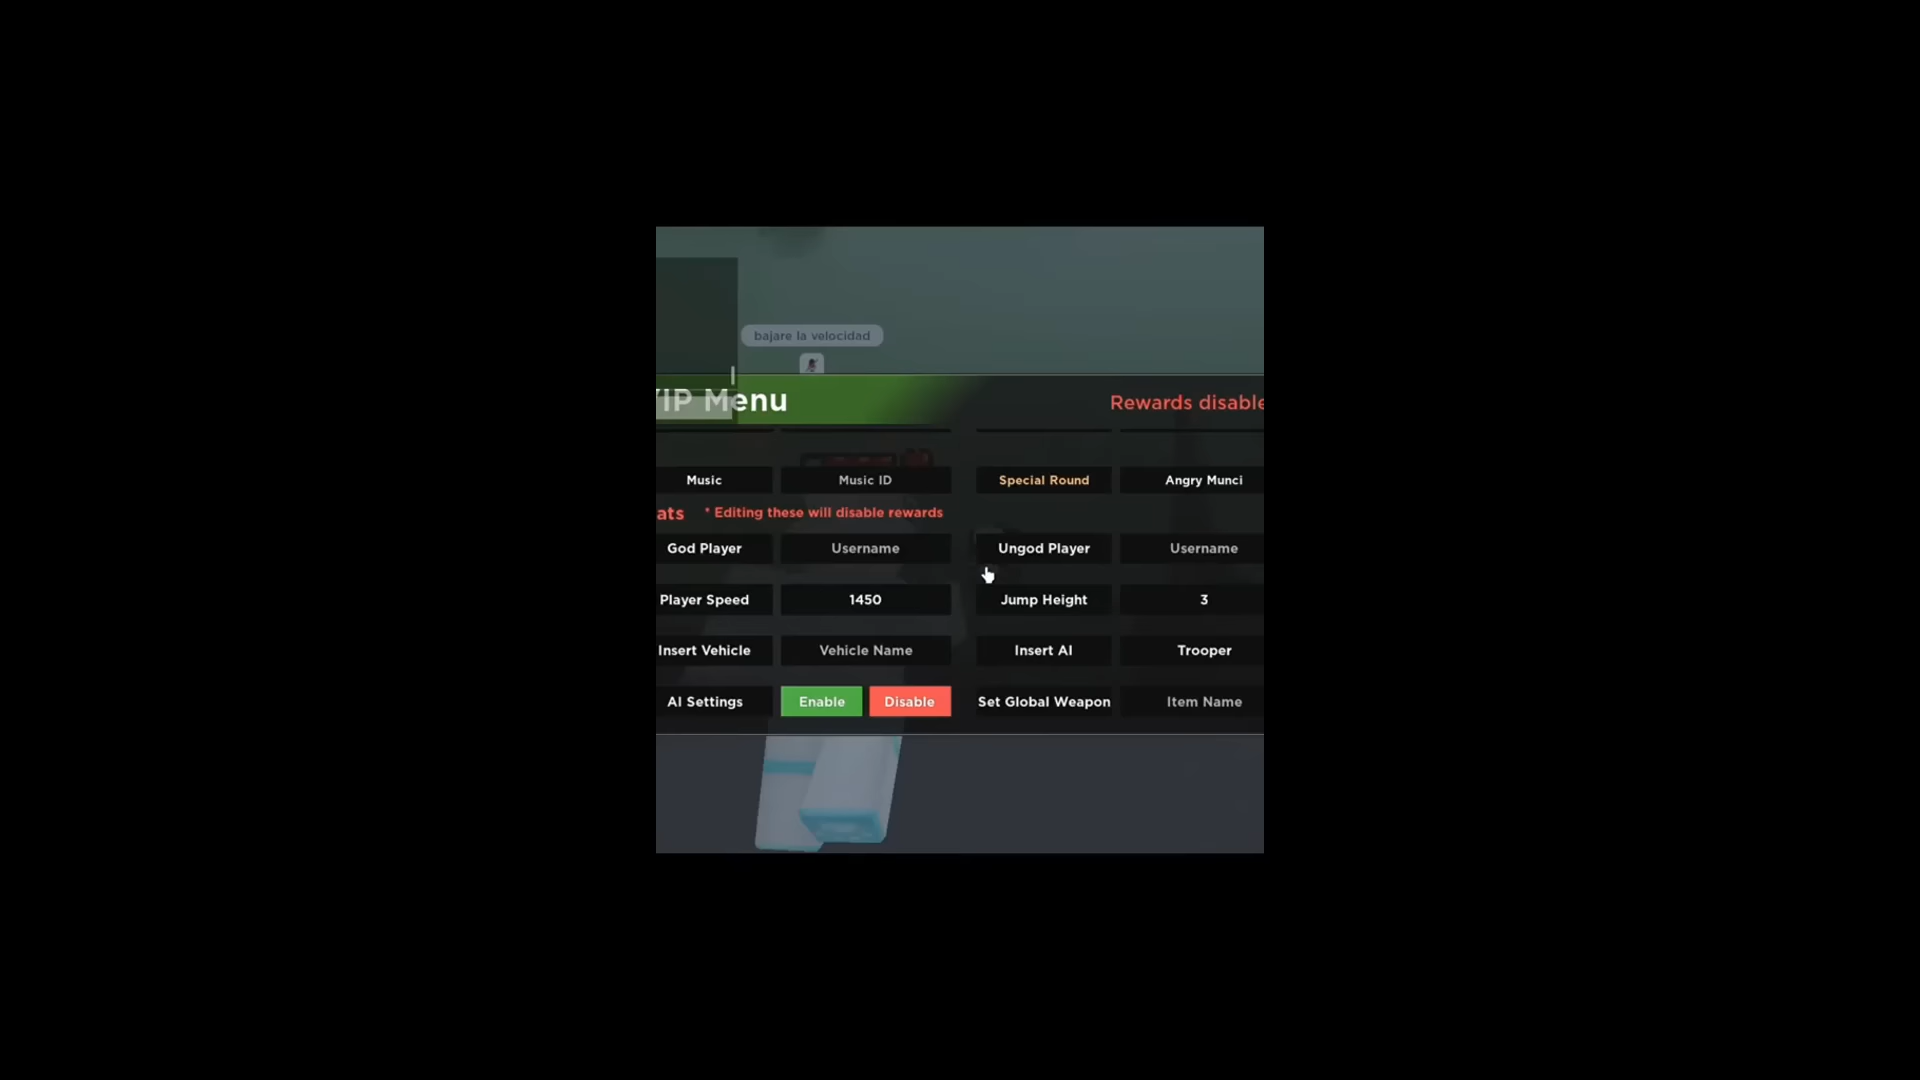 bajare la velocidad
VIP Menu
Rewards disable
Music
Music ID
Special Round
Angry Munci
ats * Editing these will disable rewards
God Player
Username
Ungod Player
Username
Player Speed
1450
Jump Height
3
Insert Vehicle
Vehicle Name
Insert AI
Trooper
AI Settings
Enable
Disable
Set Global Weapon
Item Name